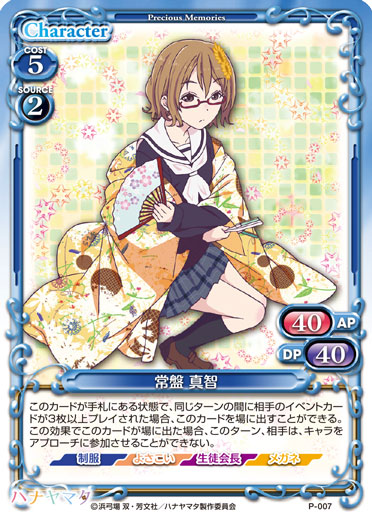 Precious Memories
Character
COST
5
SOURCE
2
40 AP
DP 40
常盤 真智
このカードが手札にある状態で、同じターンの間に相手のイベントカー
ドが3枚以上プレイされた場合、このカードを場に出すことができる。
この効果でこのカードが場に出た場合、このターン、相手は、キャラを
アプローチに参加させることができない。
制服 よさこい 生徒会長 メガネ
ハナヤマタ
©浜弓場 双・芳文社/ハナヤマタ製作委員会
P-007